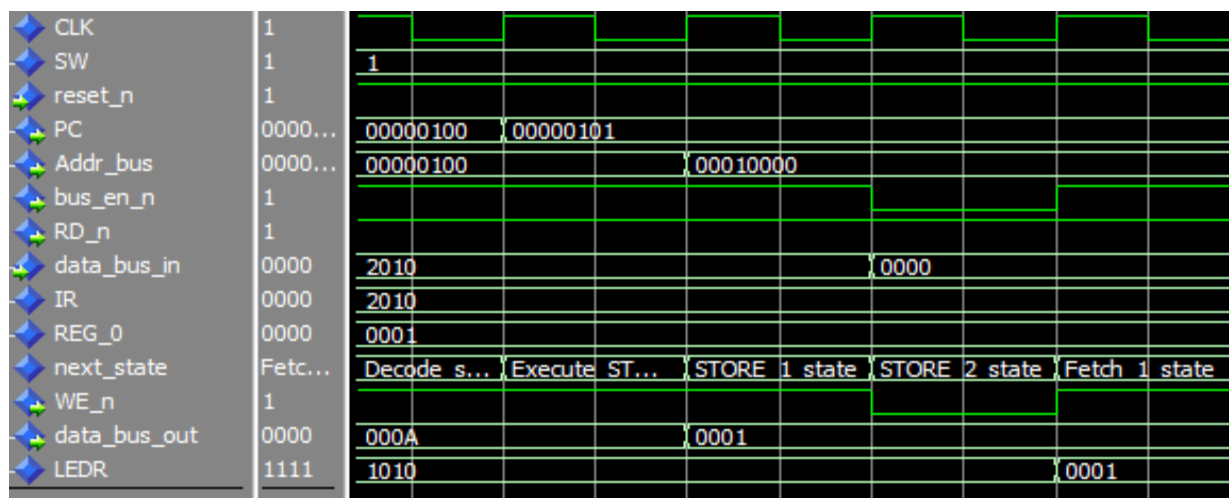 CLK 1
SW 1 1
reset_n 1
PC 0000... 00000100 00000101
Addr_bus 0000... 00000100 00010000
bus_en_n 1
RD_n 1
data_bus_in 0000 2010 0000
IR 0000 2010
REG_0 0000 0001
next_state Fetc... Decode s... Execute ST... STORE 1 state STORE 2 state Fetch 1 state
WE_n 1
data_bus_out 0000 000A 0001
LEDR 1111 1010 0001